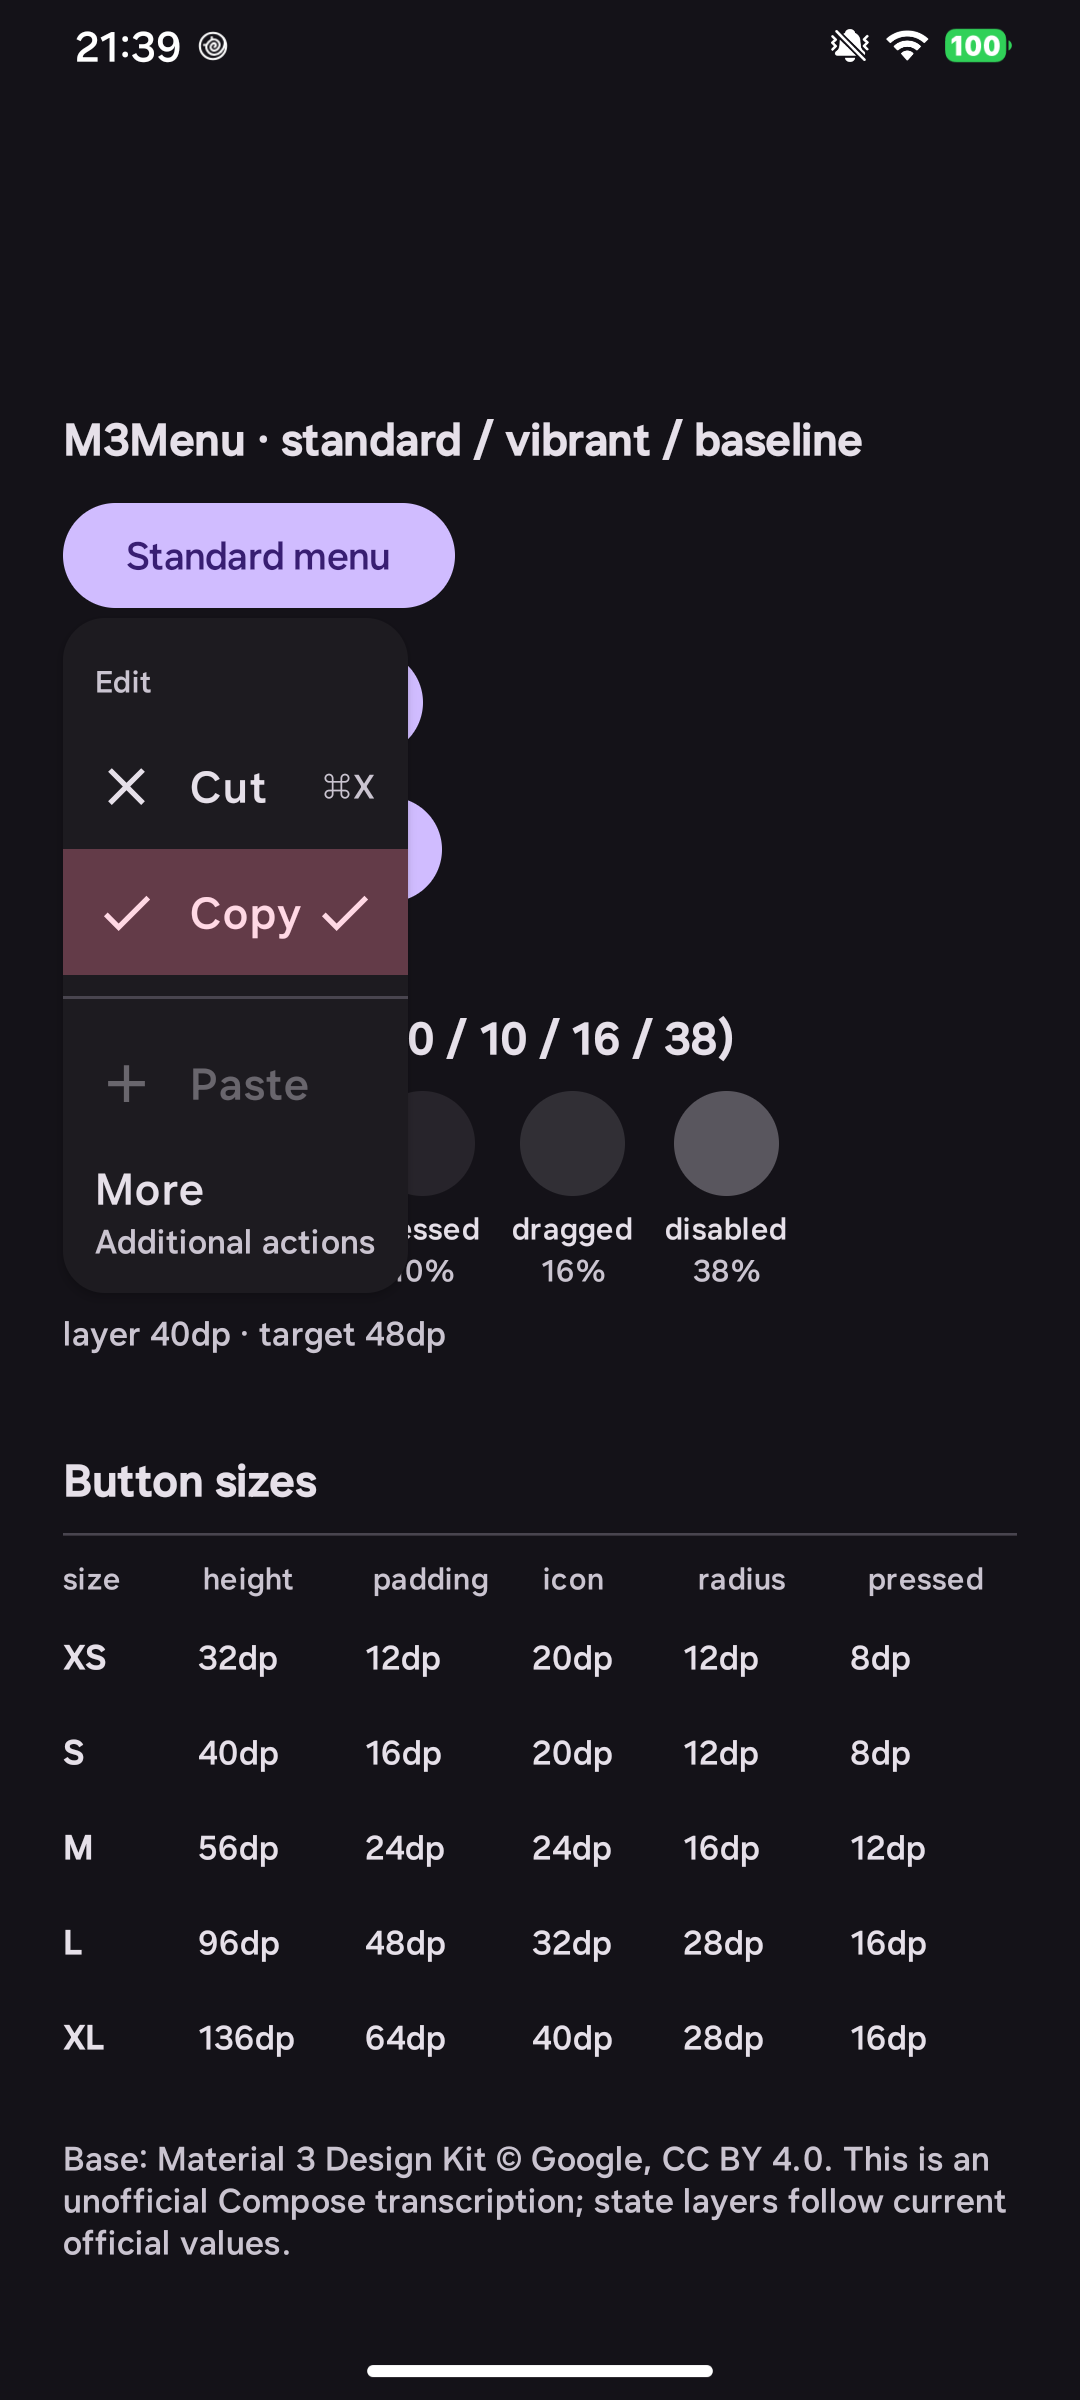 21:39
100
M3Menu · standard / vibrant / baseline
Standard menu
Edit
Cut ⌘X
Copy
0 / 10 / 16 / 38)
Paste
More
Additional actions
essed dragged disabled
0% 16% 38%
layer 40dp · target 48dp
Button sizes
size height padding icon radius pressed
XS 32dp 12dp 20dp 12dp 8dp
S 40dp 16dp 20dp 12dp 8dp
M 56dp 24dp 24dp 16dp 12dp
L 96dp 48dp 32dp 28dp 16dp
XL 136dp 64dp 40dp 28dp 16dp
Base: Material 3 Design Kit © Google, CC BY 4.0. This is an
unofficial Compose transcription; state layers follow current
official values.